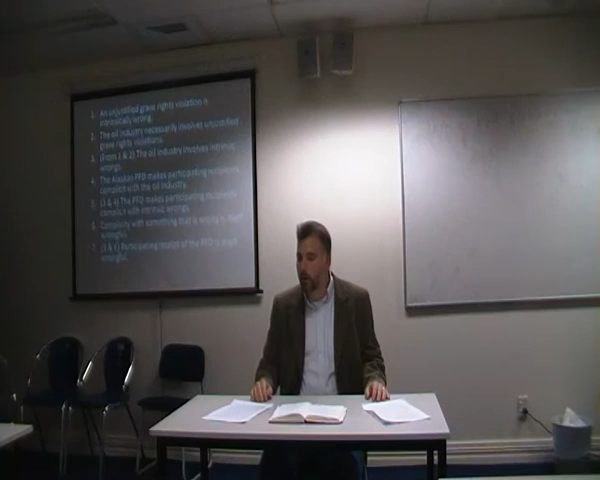 1. An unjustified grave rights violation is
intrinsically wrong.
2. The oil industry necessarily involves unjustified
grave rights violations.
3. (From 1 & 2) The oil industry involves intrinsic
wrongs.
4. The Alaskan PFD makes participating recipients
complicit with the oil industry.
5. (3 & 4) The PFD makes participating recipients
complicit with intrinsic wrongs.
6. Complicity with something that is wrong is itself
wrongful.
7. (5 & 6) Participating receipt of the PFD is itself
wrongful.